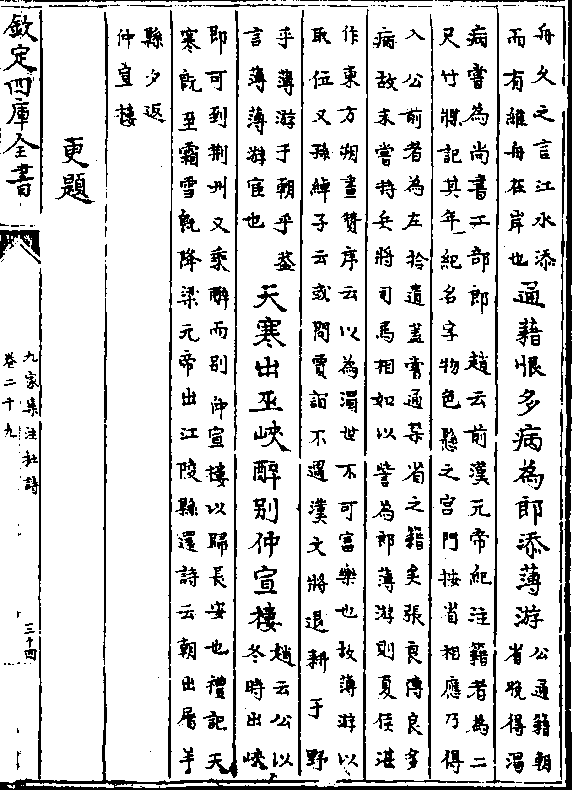 舟久之言江水添
而有維舟在岸也
通籍恨多病為郎添薄游
公通籍朝
省晚得渴
病嘗為尚書工部郎　趙云前漢元帝紀注籍者為二
尺竹牒記其年紀名字物色懸之宫門按省相應乃得
入公前者為左拾遺蓋嘗通禁省之籍矣張良傳良多
病故未嘗特兵將司馬相如以訾為郎薄游則夏侯湛
作東方朔畫贊序云以為濁世不可富樂也故薄游以
取位又孫綽子云或問賈誼不遇漢文將退耕于野
乎薄游于朝乎蓋
言薄薄游宦也
天寒出巫峽醉別仲宣樓
趙云公以
冬時出峽
即可到荆州又乘醉而別仲宣樓以歸長安也禮記天
寒既至霜雪既降梁元帝出江陵縣還詩云朝出屠羊
縣夕返
仲宣樓
更題
欽定四庫全書
九家集注杜詩
卷二十九
三十四